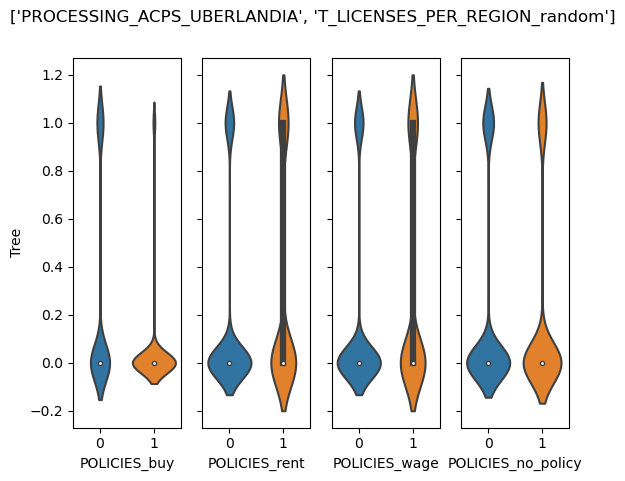 ['PROCESSING_ACPS_UBERLANDIA', 'T_LICENSES_PER_REGION_random']
1.2
1.0
0.8
0.6
0.4
0.2
0.0
−0.2
Tree
0 1 0 1 0 1 0 1
POLICIES_buy POLICIES_rent POLICIES_wage POLICIES_no_policy